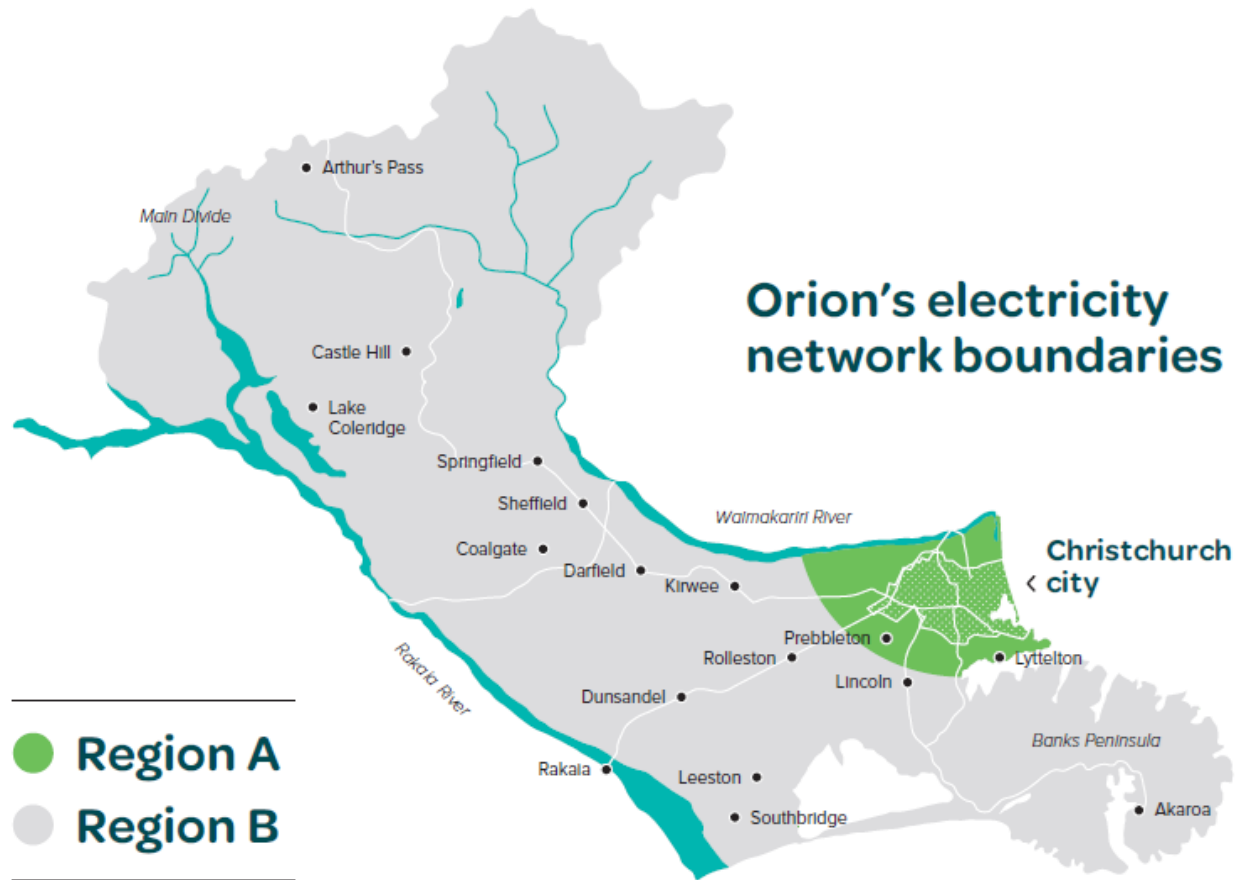 Arthur's Pass
Main Divide
Orion's electricity
network boundaries
Castle Hill
Lake
Coleridge
Springfield
Sheffield
Waimakariri River
Coalgate
Christchurch
city
Darfield
Kirwee
Prebbleton
Rolleston
Lyttelton
Lincoln
Rakaia River
Dunsandel
Region A
Banks Peninsula
Rakaia
Leeston
Region B
Southbridge
Akaroa